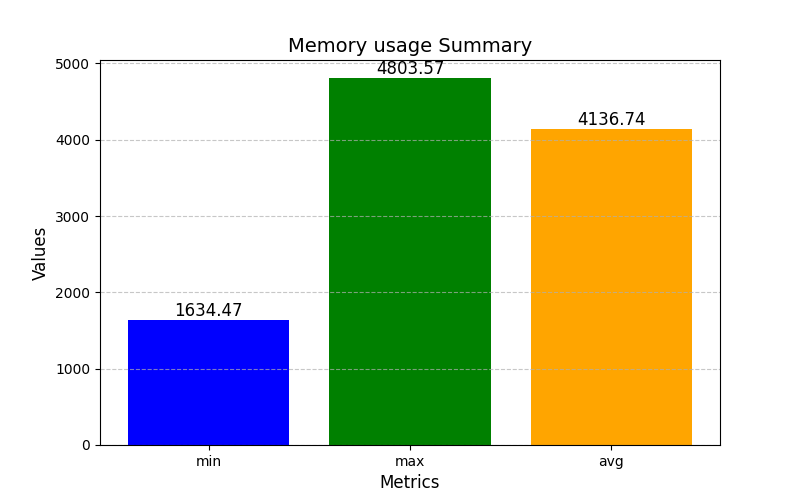 Memory usage Summary
4803.57
4136.74
1634.47
5000
4000
3000
2000
1000
0
Values
min
max
avg
Metrics